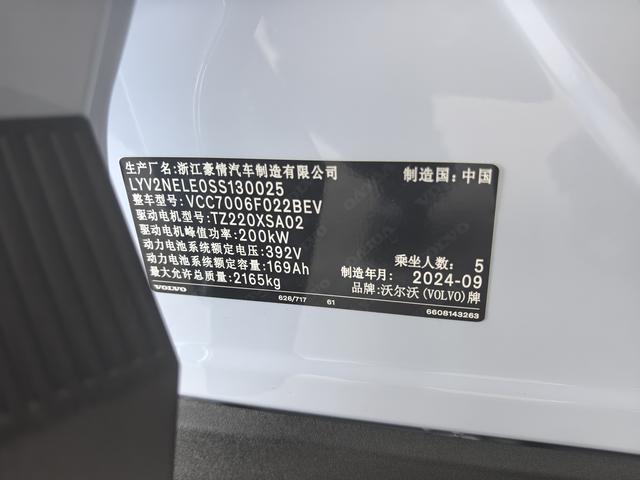 生产厂名:浙江豪情汽车制造有限公司
制造国: 中国
LYV2NELE0SS130025
整车型号: VCC7006F022BEV
驱动电机型号: TZ220XSA02
驱动电机峰值功率:200kW
动力电池系统额定电压:392V
动力电池系统额定容量:169Ah
最大允许总质量:2165kg
乘坐人数: 5
制造年月: 2024-09
品牌:沃尔沃(VOLVO)牌
VOLVO
626/717 61
6608143263